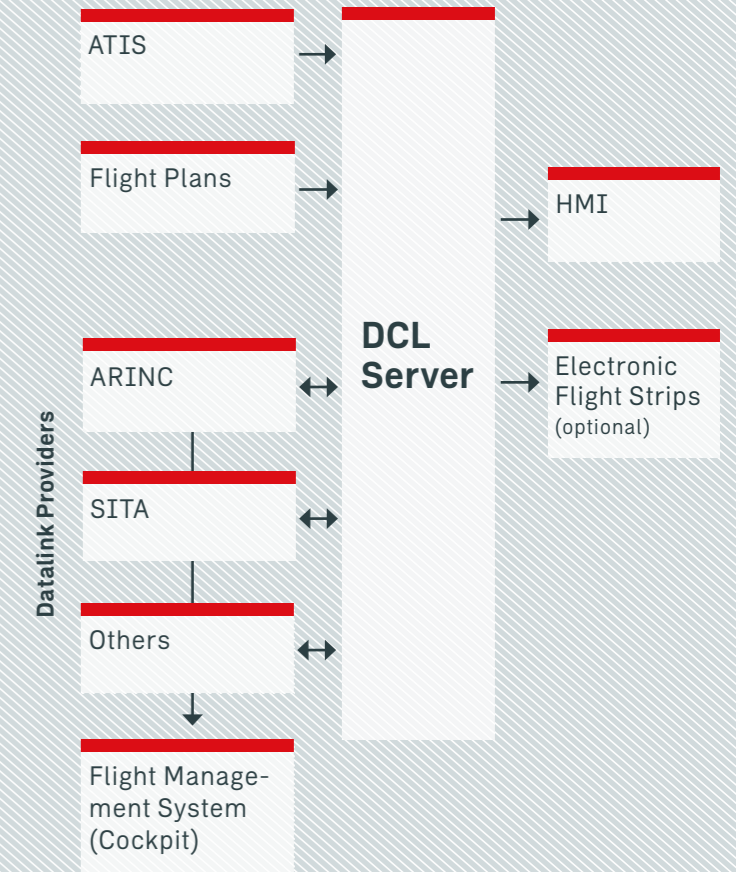 ATIS
Flight Plans
ARINC
SITA
Others
Datalink Providers
Flight Manage-
ment System
(Cockpit)
DCL
Server
HMI
Electronic
Flight Strips
(optional)